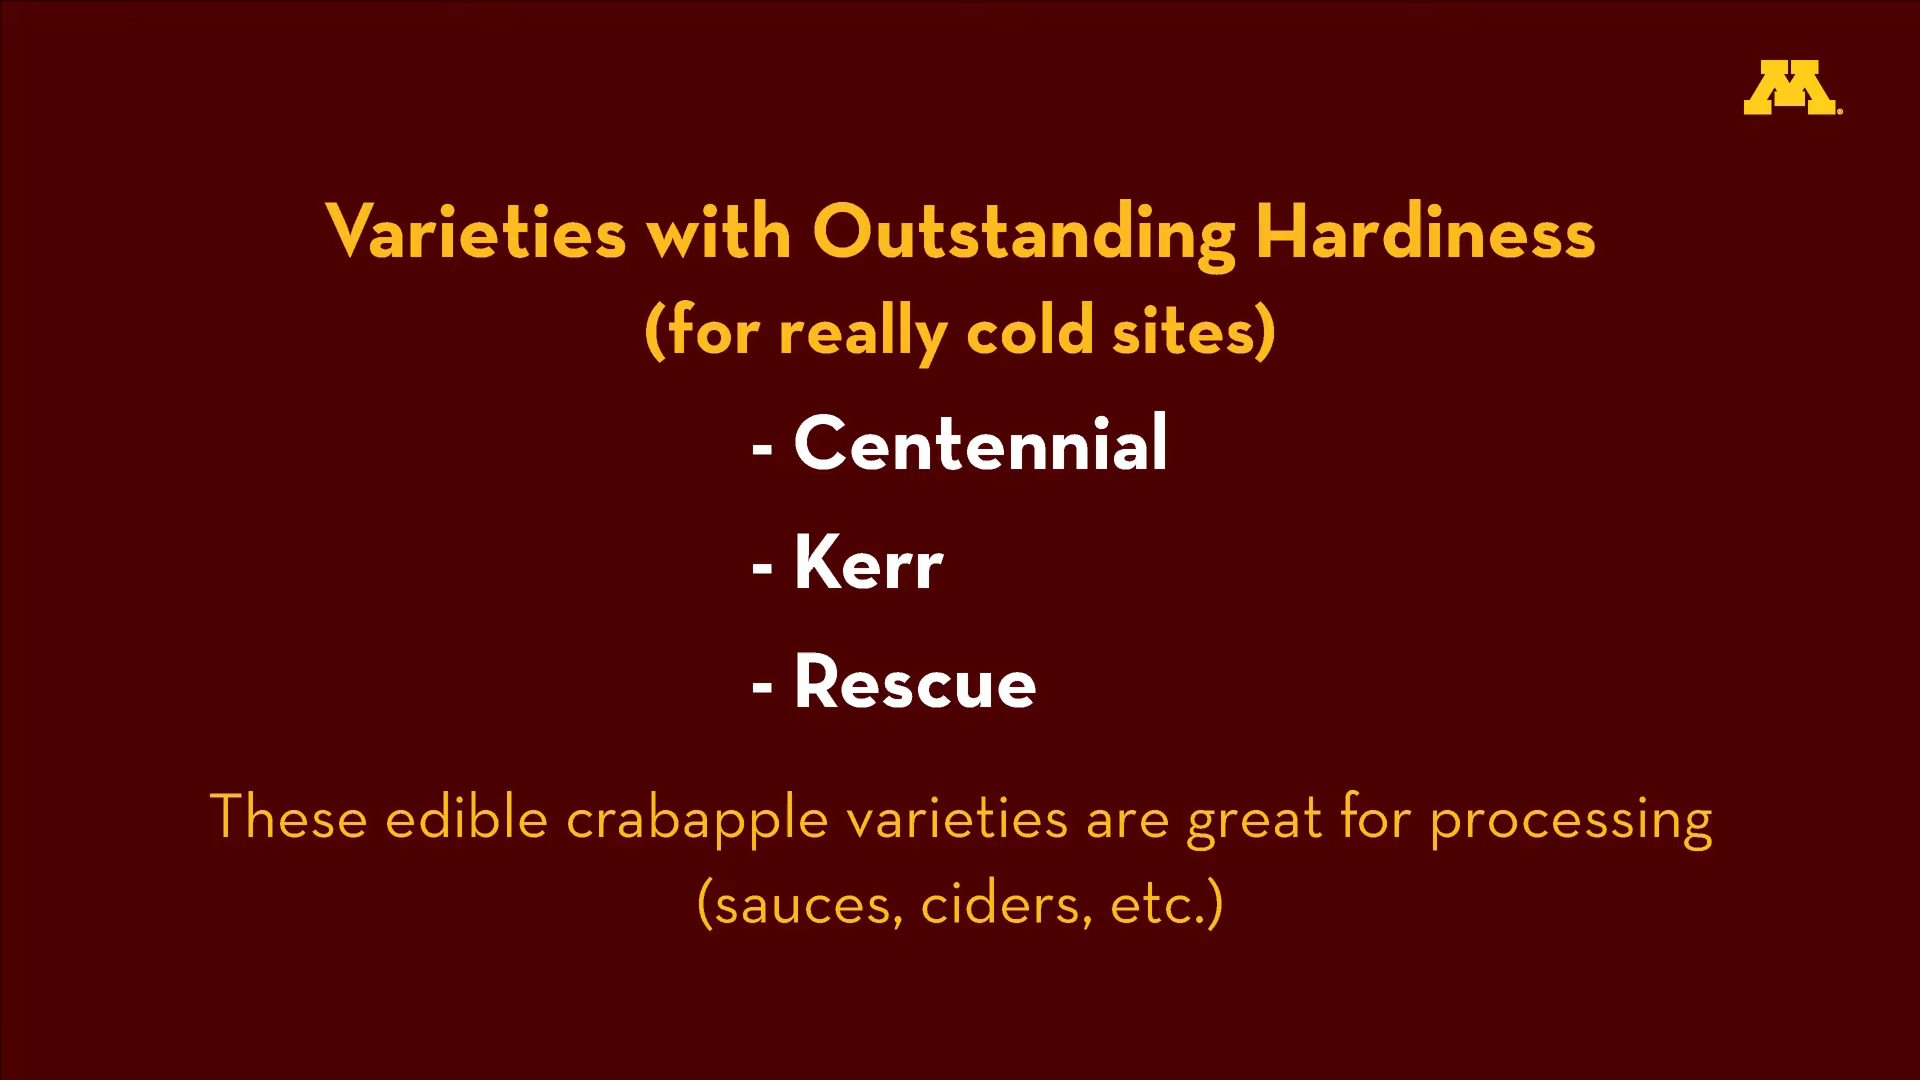 M
Varieties with Outstanding Hardiness
(for really cold sites)
- Centennial
- Kerr
- Rescue
These edible crabapple varieties are great for processing
(sauces, ciders, etc.)